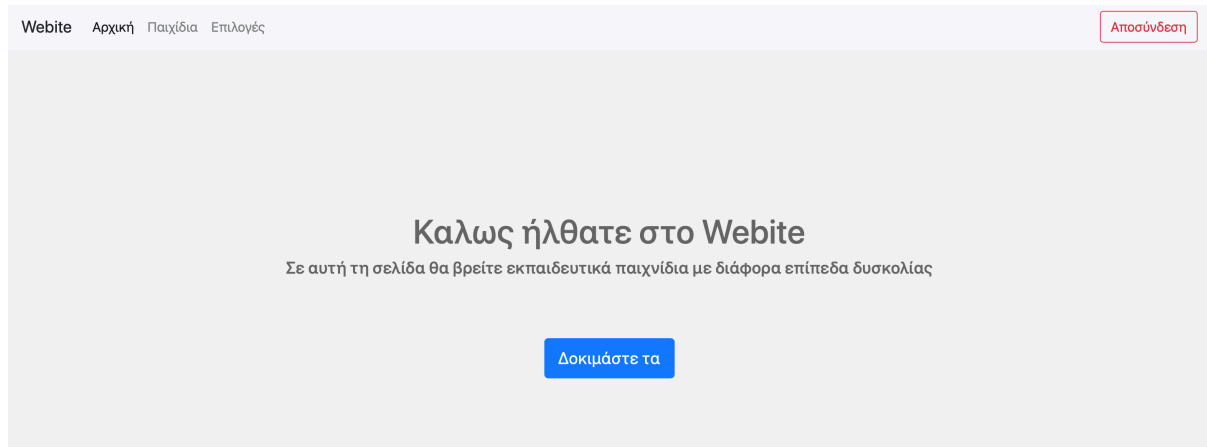 Webite Αρχική Παιχίδια Επιλογές Αποσύνδεση
Καλως ήλθατε στο Webite
Σε αυτή τη σελίδα θα βρείτε εκπαιδευτικά παιχνίδια με διάφορα επίπεδα δυσκολίας
Δοκιμάστε τα